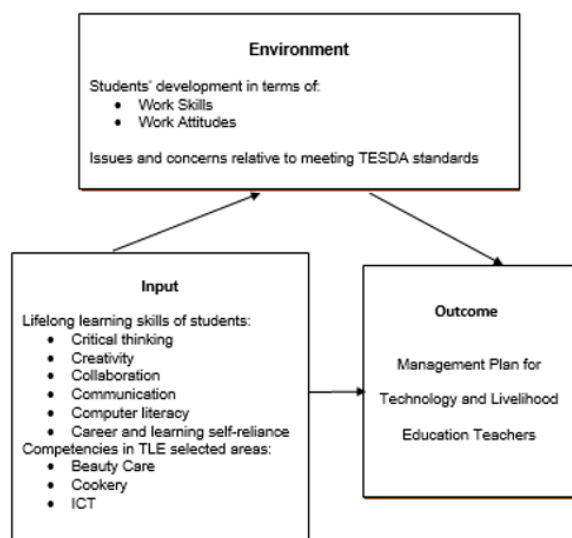 Environment
Students' development in terms of:
• Work Skills
• Work Attitudes
Issues and concerns relative to meeting TESDA standards
Input
Lifelong learning skills of students:
• Critical thinking
• Creativity
• Collaboration
• Communication
• Computer literacy
• Career and learning self-reliance
Competencies in TLE selected areas:
• Beauty Care
• Cookery
• ICT
Outcome
Management Plan for
Technology and Livelihood
Education Teachers